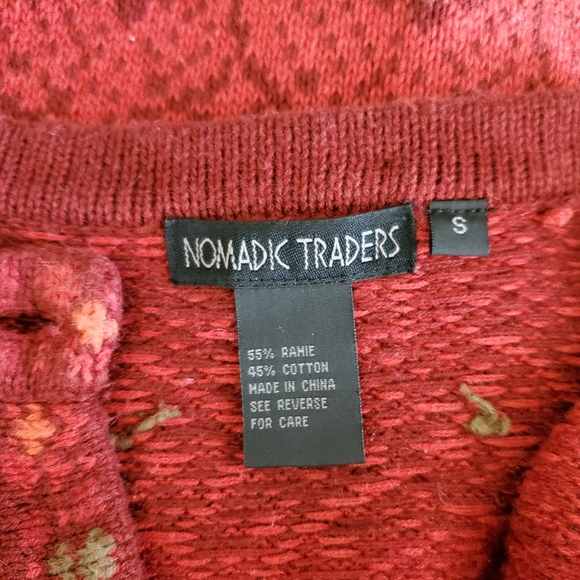 NOMADIC TRADERS
S
55% RAMIE
45% COTTON
MADE IN CHINA
SEE REVERSE
FOR CARE